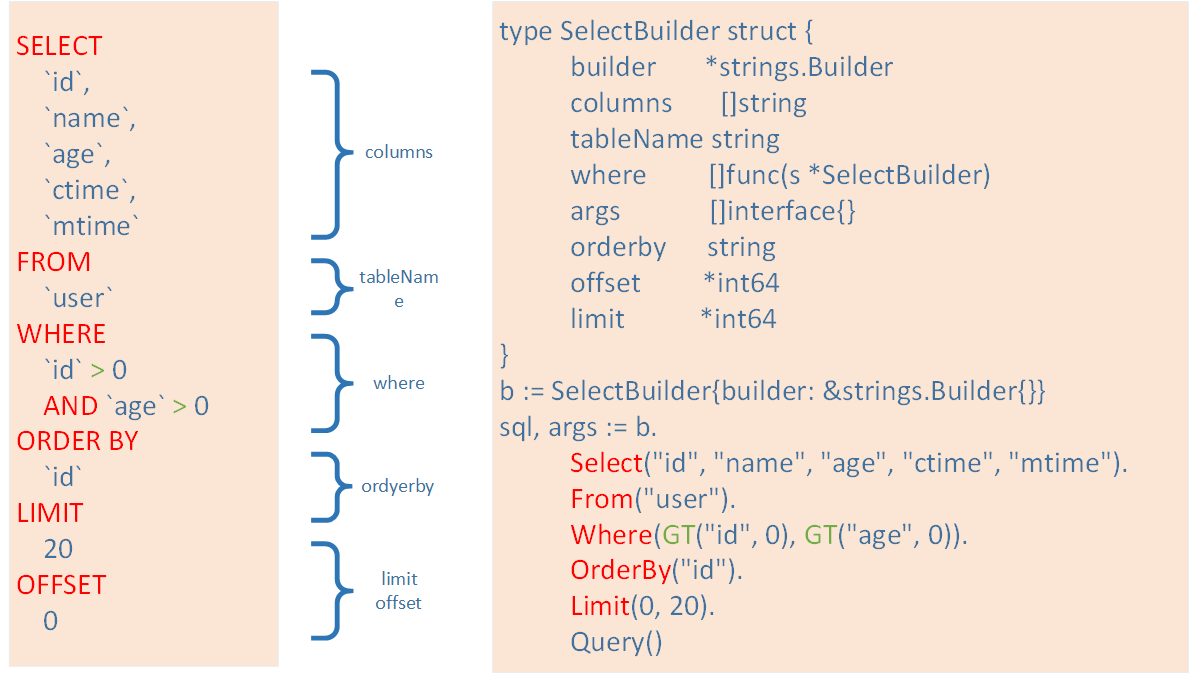 SELECT
`id`,
`name`,
`age`,
`ctime`,
`mtime`
FROM
`user`
WHERE
`id` > 0
AND `age` > 0
ORDER BY
`id`
LIMIT
20
OFFSET
0
columns
tableNam
e
where
ordyerby
limit
offset
type SelectBuilder struct {
builder *strings.Builder
columns []string
tableName string
where []func(s *SelectBuilder)
args []interface{}
orderby string
offset *int64
limit *int64
}
b := SelectBuilder{builder: &strings.Builder{}}
sql, args := b.
Select("id", "name", "age", "ctime", "mtime").
From("user").
Where(GT("id", 0), GT("age", 0)).
OrderBy("id").
Limit(0, 20).
Query()